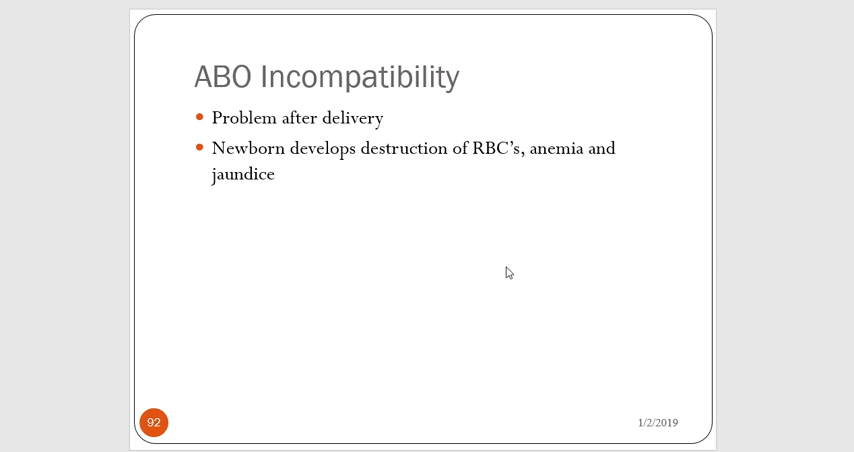 ABO Incompatibility
Problem after delivery
Newborn develops destruction of RBC’s, anemia and
jaundice
92
1/2/2019